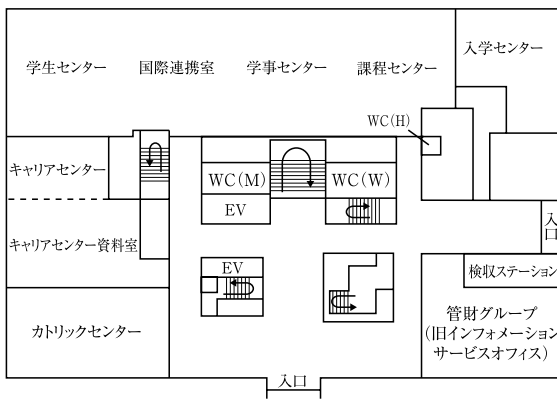 学生センター
国際連携室
学事センター
課程センター
入学センター
WC(H)
キャリアセンター
WC(M)
WC(W)
EV
キャリアセンター資料室
入口
EV
検収ステーション
管財グループ
(旧インフォメーション
サービスオフィス)
カトリックセンター
入口